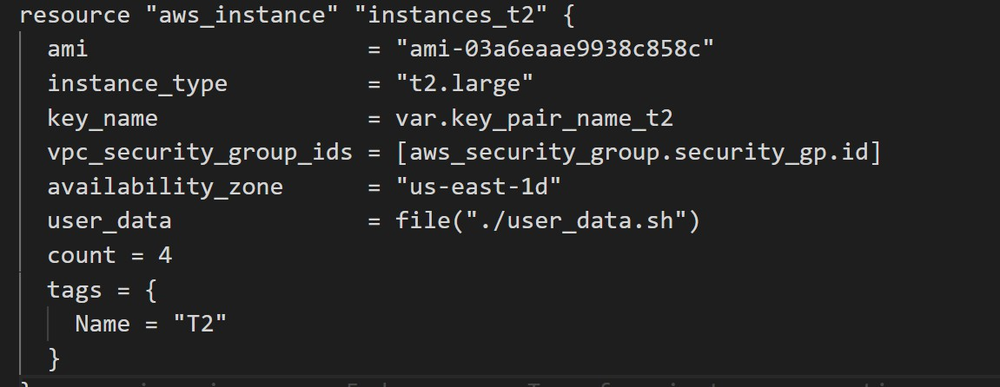 resource "aws_instance" "instances_t2" {
  ami                    = "ami-03a6eaae9938c858c"
  instance_type          = "t2.large"
  key_name               = var.key_pair_name_t2
  vpc_security_group_ids = [aws_security_group.security_gp.id]
  availability_zone      = "us-east-1d"
  user_data              = file("./user_data.sh")
  count = 4
  tags = {
    Name = "T2"
  }
}